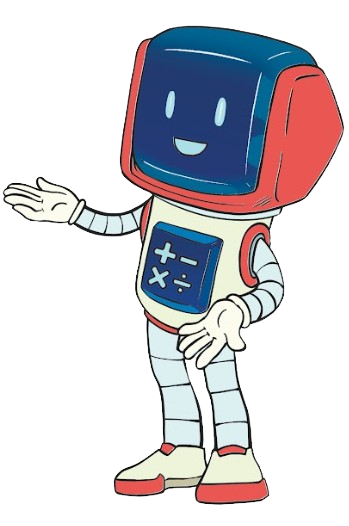 + −
× ÷